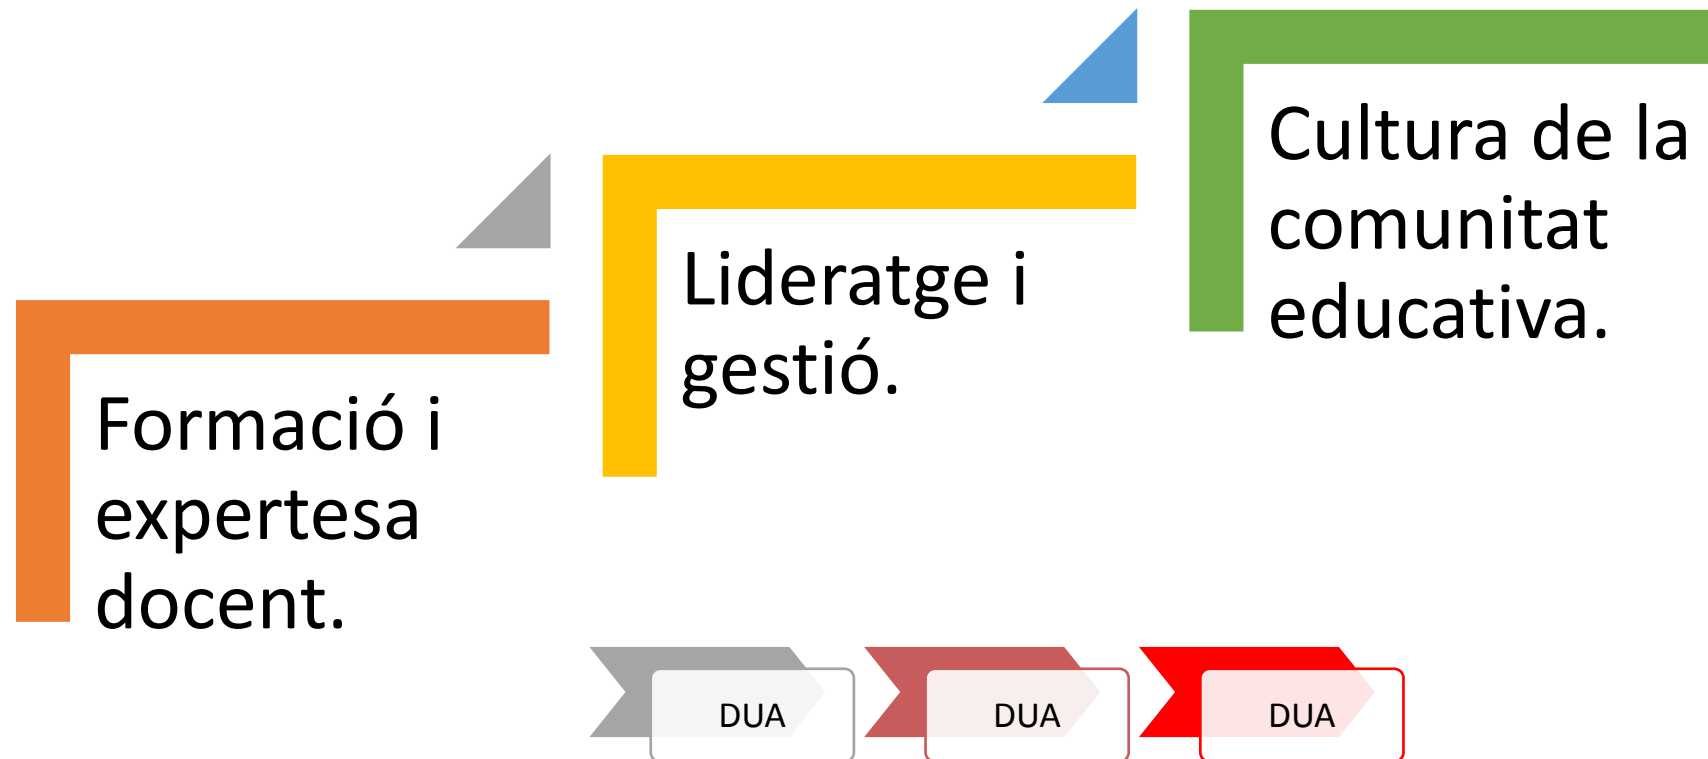 Formació i
expertesa
docent.
Lideratge i
gestió.
Cultura de la
comunitat
educativa.
DUA
DUA
DUA